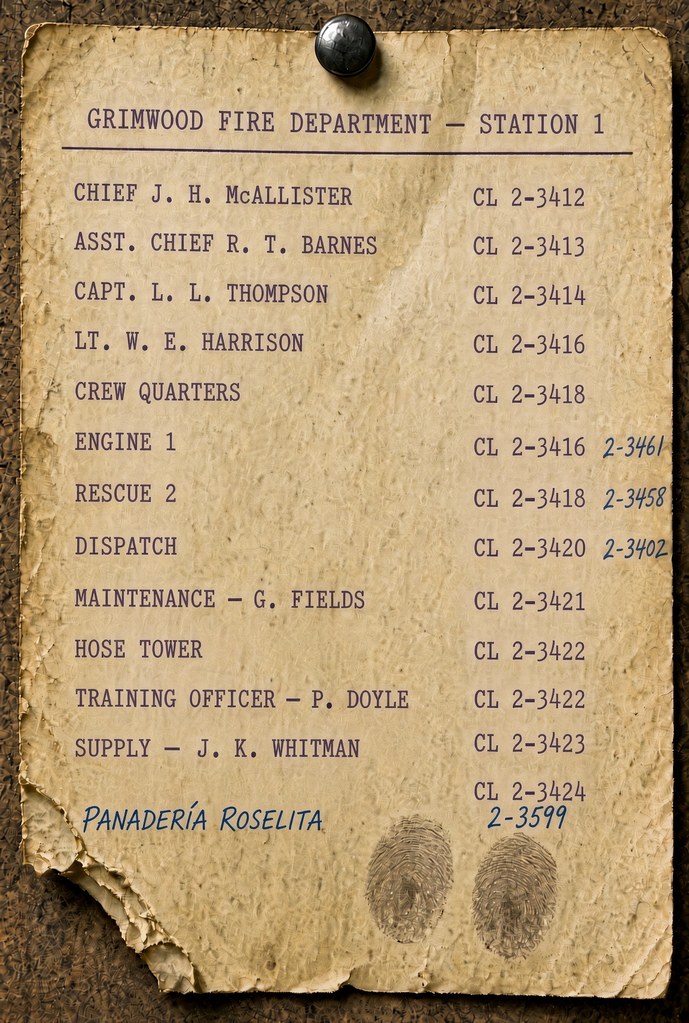 GRIMWOOD FIRE DEPARTMENT — STATION 1
CHIEF J. H. McALLISTER CL 2-3412
ASST. CHIEF R. T. BARNES CL 2-3413
CAPT. L. L. THOMPSON CL 2-3414
LT. W. E. HARRISON CL 2-3416
CREW QUARTERS CL 2-3418
ENGINE 1 CL 2-3416 2-3461
RESCUE 2 CL 2-3418 2-3458
DISPATCH CL 2-3420 2-3402
MAINTENANCE — G. FIELDS CL 2-3421
HOSE TOWER CL 2-3422
TRAINING OFFICER — P. DOYLE CL 2-3422
SUPPLY — J. K. WHITMAN CL 2-3423
CL 2-3424
PANADERÍA ROSELITA 2-3599